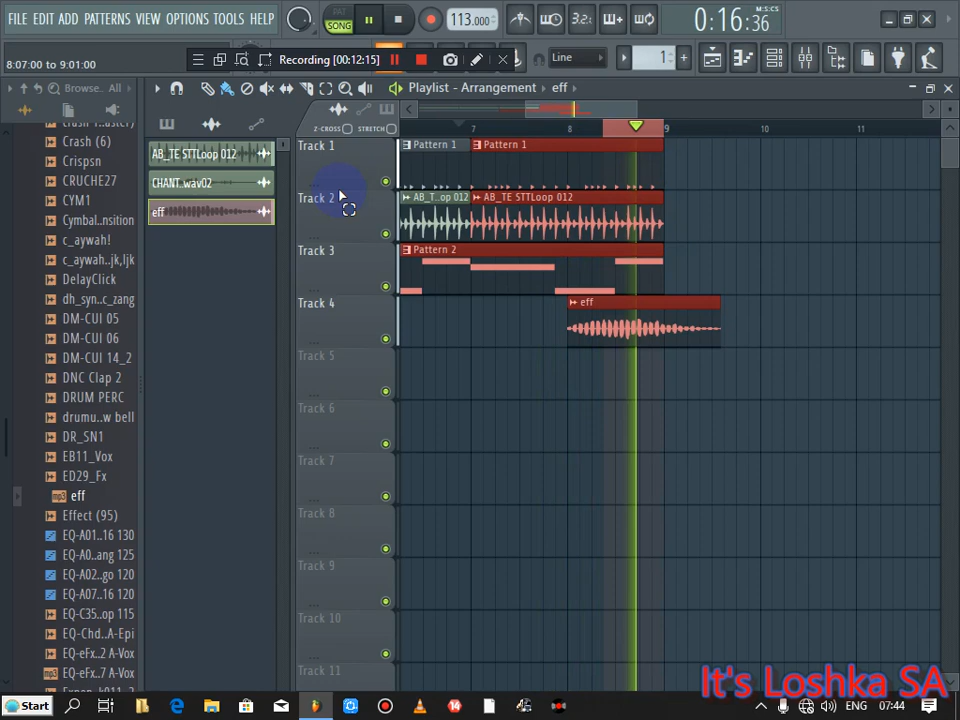 FILE EDIT ADD PATTERNS VIEW OPTIONS TOOLS HELP
PAT
SONG
113.000
3.2
0:16:36
M:S:CS
8:07:00 to 9:01:00
Recording [00:12:15]
Line
1
Browse.. All
Playlist - Arrangement › eff
Z-CROSS
STRETCH
7
8
9
10
11
Crash (6)
Crispsn
CRUCHE27
CYM1
Cymbal..nsition
c_aywah!
c_aywah!..jk,ljk
DelayClick
dh_syn..c_zang
DM-CUI 05
DM-CUI 06
DM-CUI 14_2
DNC Clap 2
DRUM PERC
drumu..w bell
DR_SN1
EB11_Vox
ED29_Fx
eff
Effect (95)
EQ-A01..16 130
EQ-A0..ang 125
EQ-A02..go 120
EQ-A07..16 120
EQ-C35..op 115
EQ-Chd..A-Epi
EQ-eFx..2 A-Vox
EQ-eFx..7 A-Vox
AB_TE STTLoop 012
CHANT..wav02
eff
Track 1
Pattern 1
Pattern 1
Track 2
AB_T..op 012
AB_TE STTLoop 012
Track 3
Pattern 2
Track 4
eff
Track 5
Track 6
Track 7
Track 8
Track 9
Track 10
Track 11
It's Loshka SA
Start
ENG
07:44